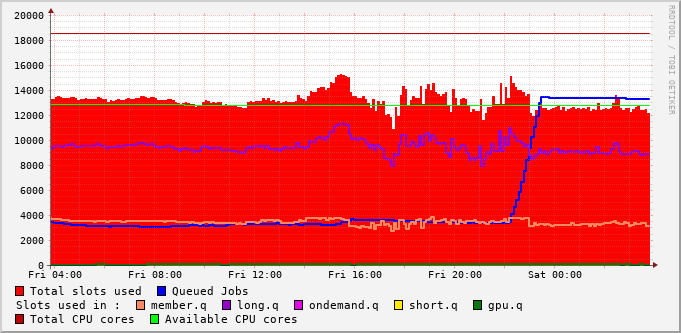 RRDTOOL / TOBI OETIKER
20000
18000
16000
14000
12000
10000
8000
6000
4000
2000
0
Fri 04:00 Fri 08:00 Fri 12:00 Fri 16:00 Fri 20:00 Sat 00:00
Total slots used Queued Jobs
Slots used in : member.q long.q ondemand.q short.q gpu.q
Total CPU cores Available CPU cores